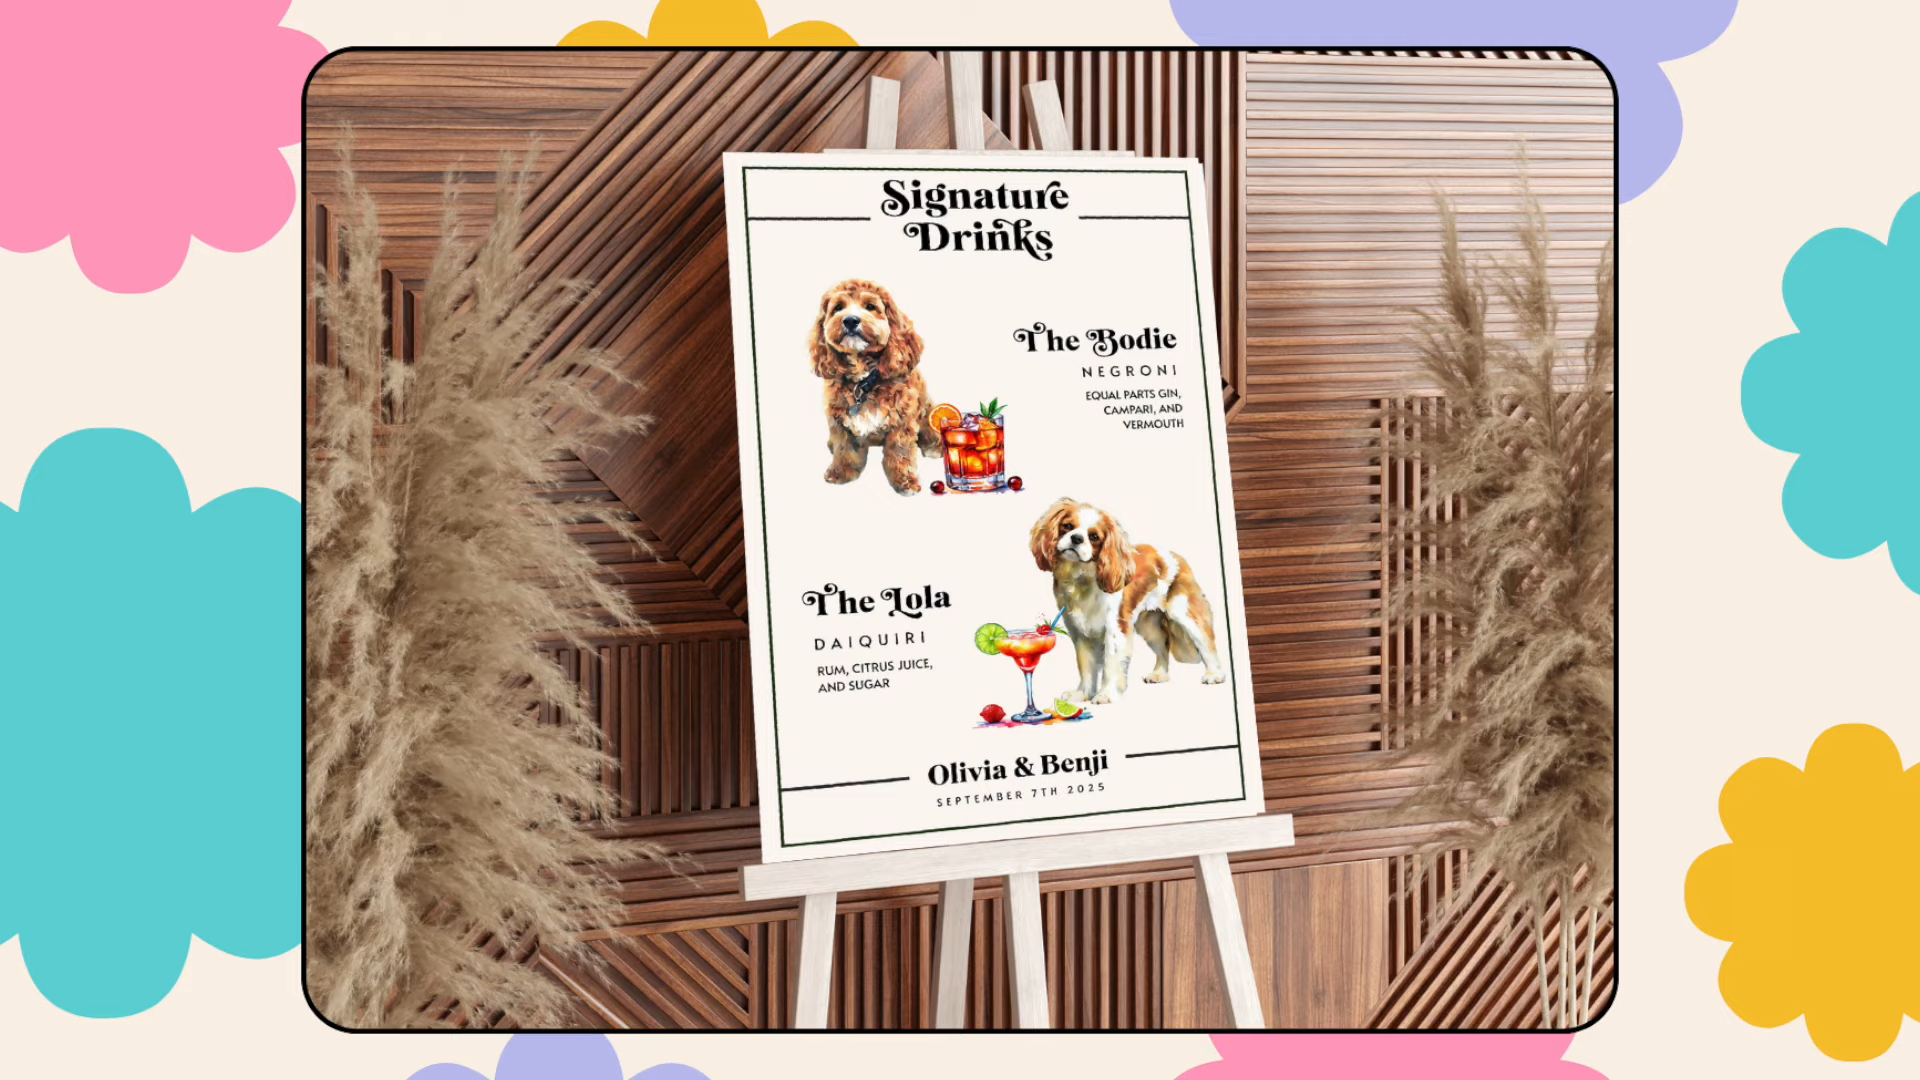 Signature
Drinks
The Bodie
NEGRONI
EQUAL PARTS GIN,
CAMPARI, AND
VERMOUTH
The Lola
DAIQUIRI
RUM, CITRUS JUICE,
AND SUGAR
Olivia & Benji
SEPTEMBER 7TH 2025